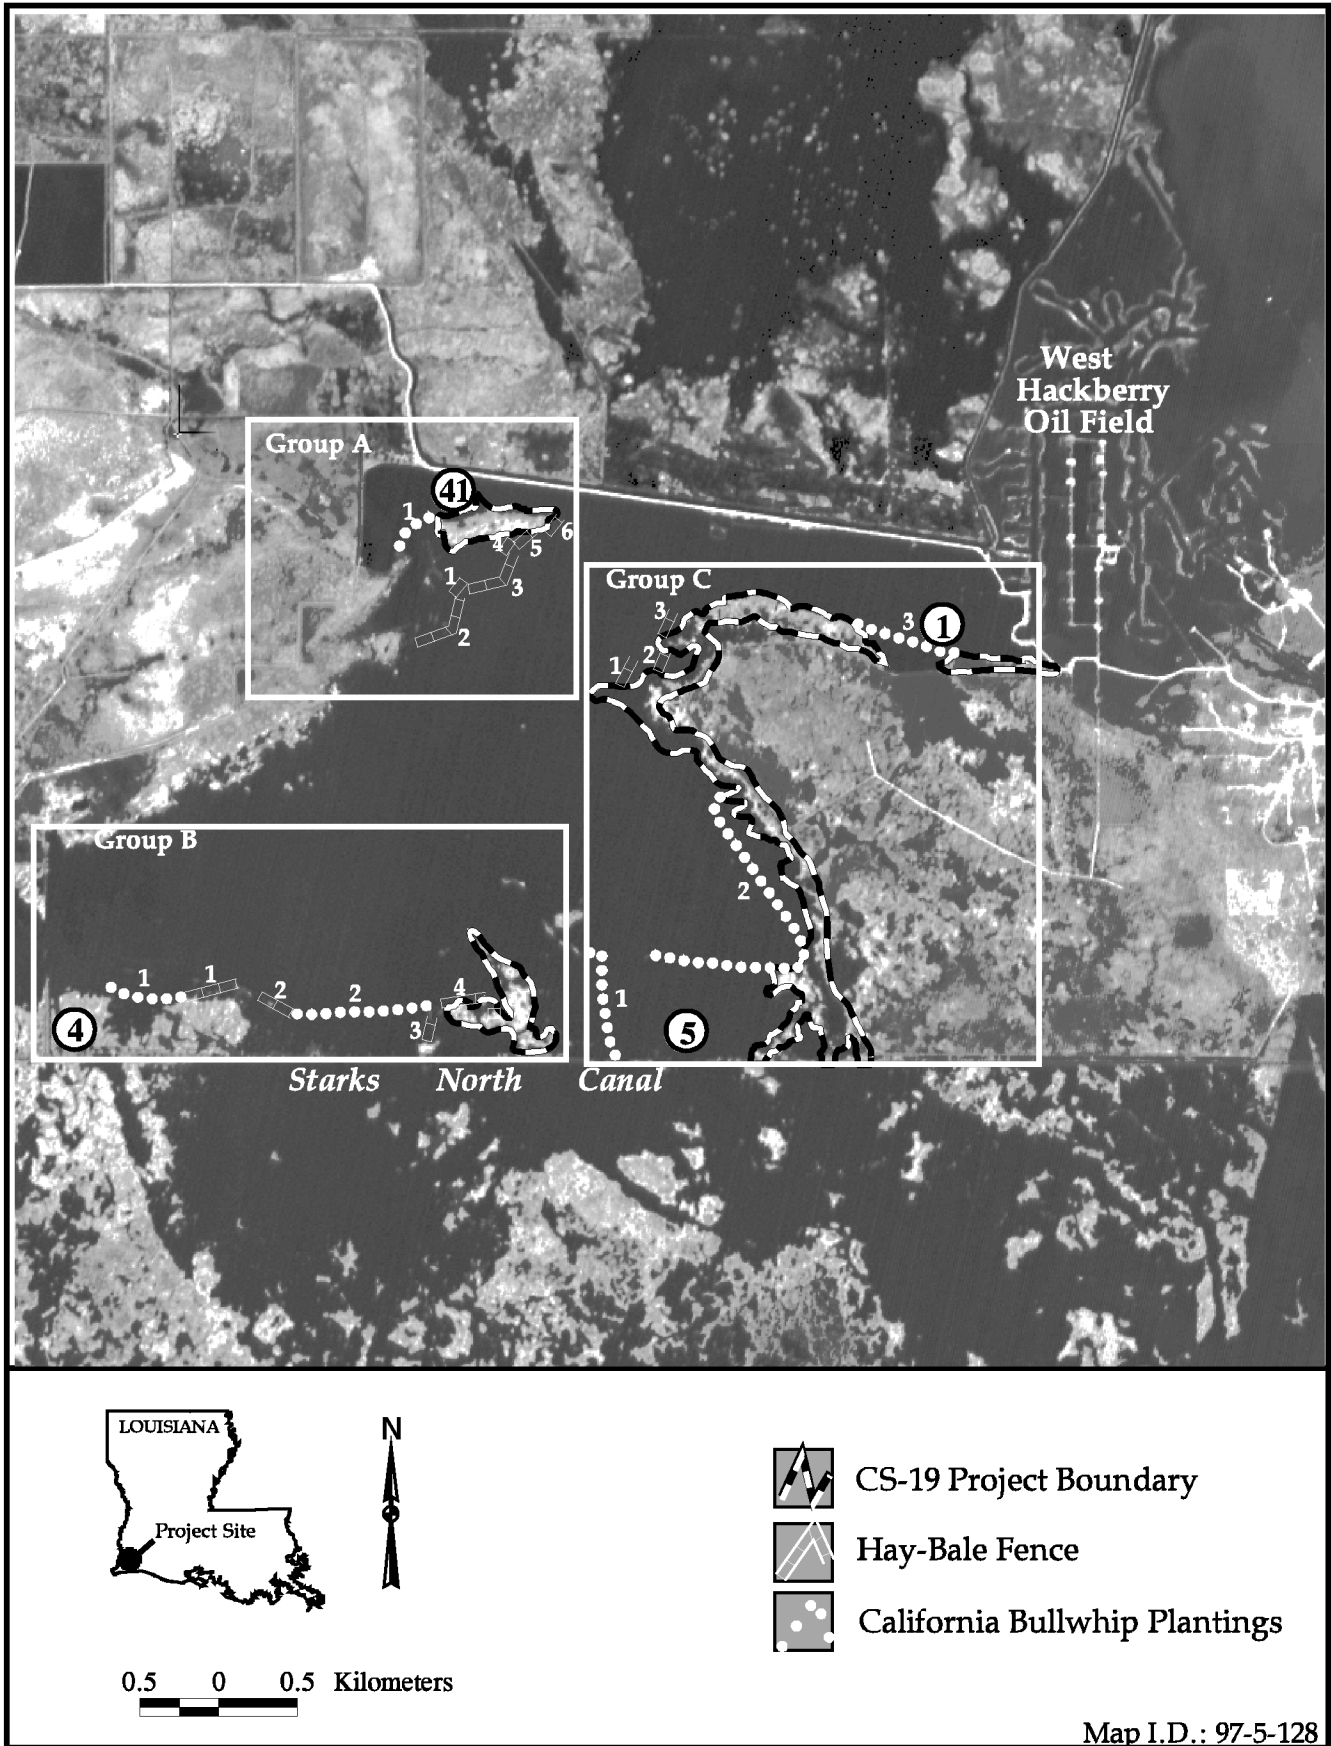 West
Hackberry
Oil Field
Group A
41
1
6
4
5
1
3
2
Group C
3
3
1
1
2
2
1
5
Group B
1
1
2
2
4
3
4
Starks North Canal
LOUISIANA
Project Site
N
CS-19 Project Boundary
Hay-Bale Fence
California Bullwhip Plantings
0.5 0 0.5 Kilometers
Map I.D.: 97-5-128